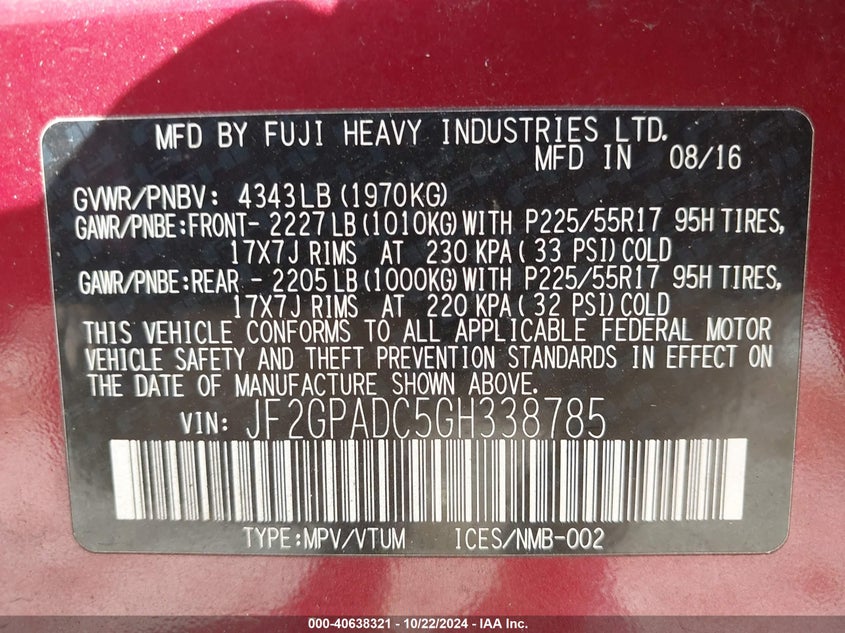 MFD BY FUJI HEAVY INDUSTRIES LTD.
MFD IN 08/16
GVWR/PNBV: 4343LB (1970KG)
GAWR/PNBE:FRONT- 2227LB (1010KG) WITH P225/55R17 95H TIRES,
17X7J RIMS AT 230 KPA( 33 PSI)COLD
GAWR/PNBE:REAR - 2205LB (1000KG) WITH P225/55R17 95H TIRES,
17X7J RIMS AT 220 KPA( 32 PSI)COLD
THIS VEHICLE CONFORMS TO ALL APPLICABLE FEDERAL MOTOR
VEHICLE SAFETY AND THEFT PREVENTION STANDARDS IN EFFECT ON
THE DATE OF MANUFACTURE SHOWN ABOVE.
VIN: JF2GPADC5GH338785
TYPE:MPV/VTUM ICES/NMB-002
000-40638321 - 10/22/2024 - IAA Inc.